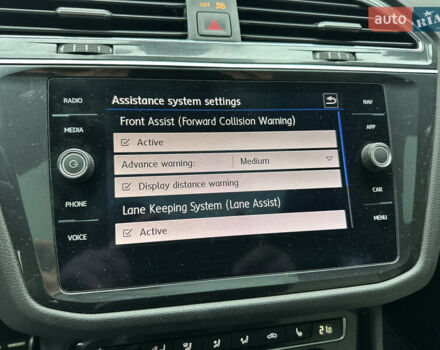 OFF
auto RIA
RADIO
MEDIA
PHONE
VOICE
Assistance system settings
Front Assist (Forward Collision Warning)
Active
Advance warning: Medium
Display distance warning
Lane Keeping System (Lane Assist)
Active
NAV
APP
CAR
MENU